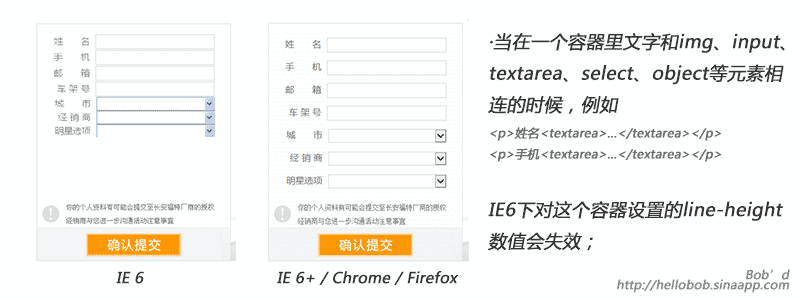 姓 名
手 机
邮 箱
车 架 号
城 市
经 销 商
明星选项
你的个人资料有可能会提交至长安福特厂商的授权
经销商与您进一步沟通活动注意事宜
确认提交
IE 6
姓 名
手 机
邮 箱
车 架 号
城 市
经 销 商
明星选项
你的个人资料有可能会提交至长安福特厂商的授权
经销商与您进一步沟通活动注意事宜
确认提交
IE 6+ / Chrome / Firefox
·当在一个容器里文字和img、input、
textarea、select、object等元素相
连的时候，例如
<p>姓名<textarea>...</textarea></p>
<p>手机<textarea>...</textarea></p>
IE6下对这个容器设置的line-height
数值会失效；
Bob’d
http://hellobob.sinaapp.com